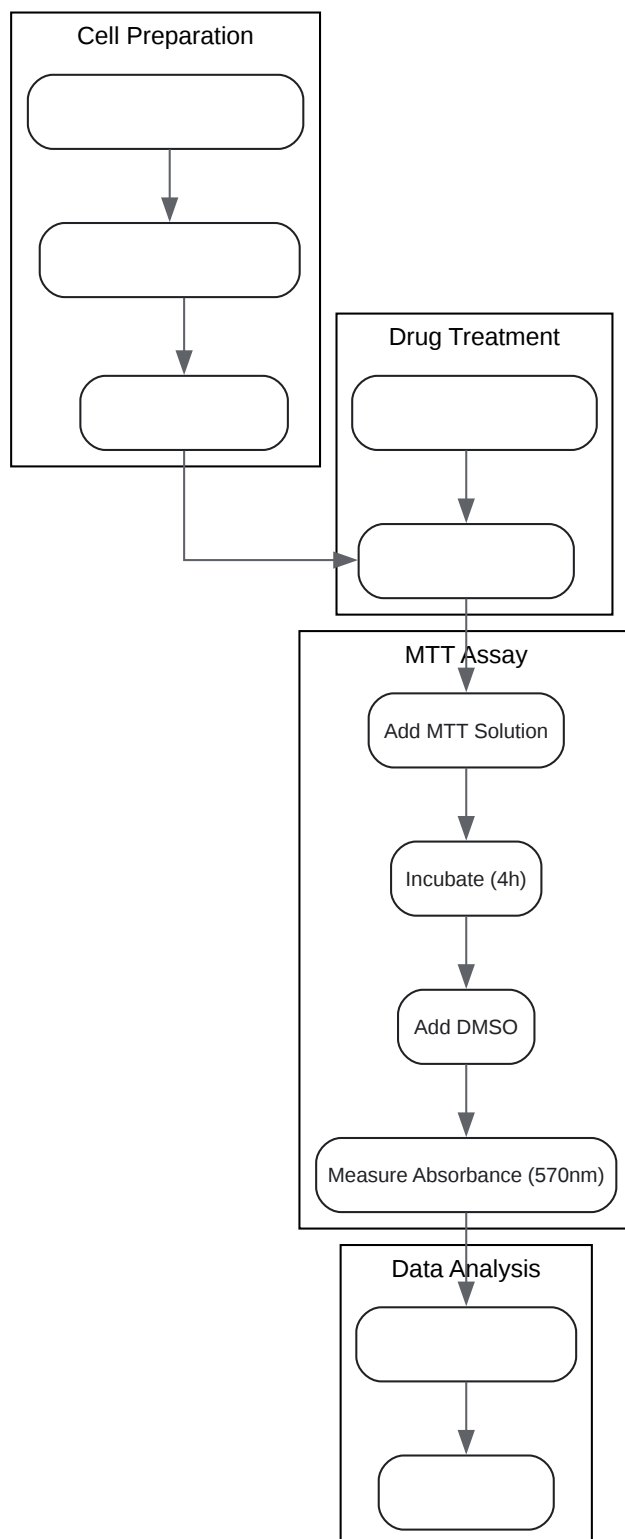 Cell Preparation
Drug Treatment
MTT Assay
Add MTT Solution
Incubate (4h)
Add DMSO
Measure Absorbance (570nm)
Data Analysis